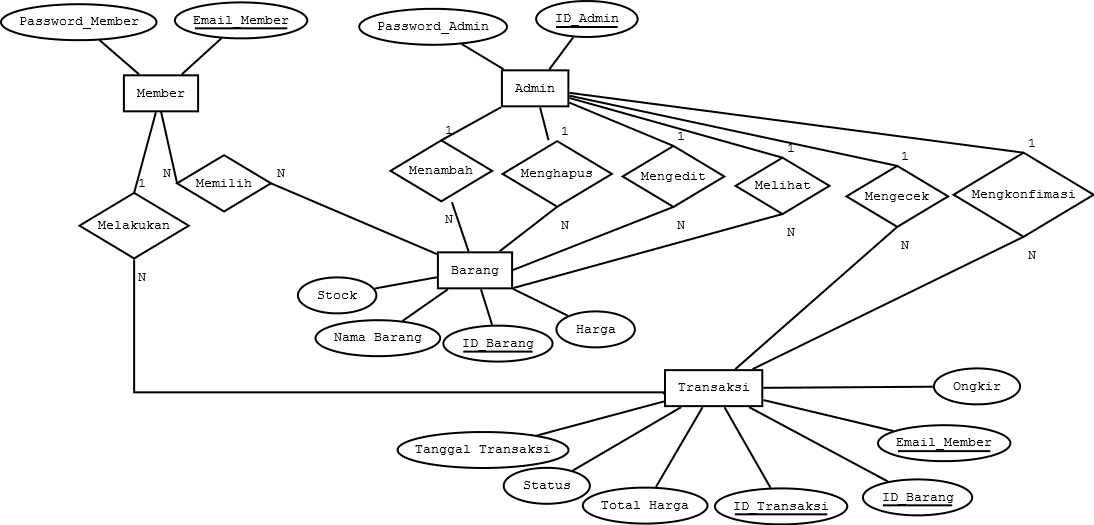 Password_Member
Email_Member
Password_Admin
ID_Admin
Member
Admin
1
1
1
1
1
1
N
N
1
Memilih
Menambah
Menghapus
Mengedit
Melihat
Mengecek
Mengkonfimasi
Melakukan
N
N
N
N
N
N
N
Barang
Stock
Nama Barang
ID_Barang
Harga
Transaksi
Ongkir
Tanggal Transaksi
Email_Member
Status
Total Harga
ID_Transaksi
ID_Barang